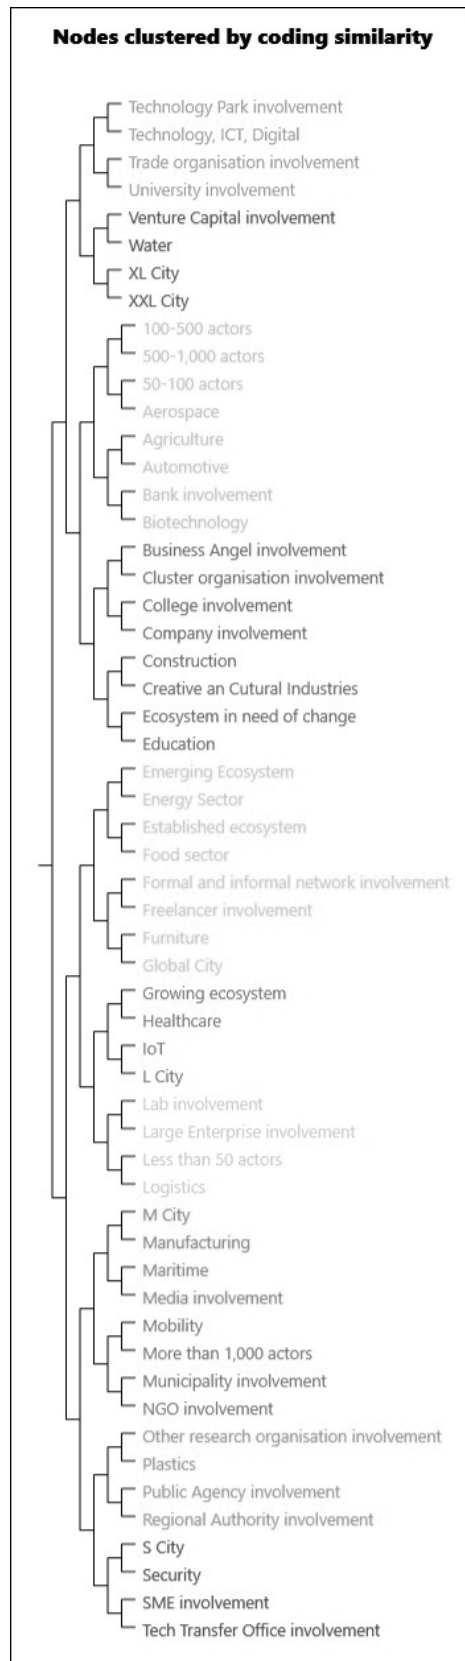 Nodes clustered by coding similarity
Technology Park involvement
Technology, ICT, Digital
Trade organisation involvement
University involvement
Venture Capital involvement
Water
XL City
XXL City
100-500 actors
500-1,000 actors
50-100 actors
Aerospace
Agriculture
Automotive
Bank involvement
Biotechnology
Business Angel involvement
Cluster organisation involvement
College involvement
Company involvement
Construction
Creative an Cutural Industries
Ecosystem in need of change
Education
Emerging Ecosystem
Energy Sector
Established ecosystem
Food sector
Formal and informal network involvement
Freelancer involvement
Furniture
Global City
Growing ecosystem
Healthcare
IoT
L City
Lab involvement
Large Enterprise involvement
Less than 50 actors
Logistics
M City
Manufacturing
Maritime
Media involvement
Mobility
More than 1,000 actors
Municipality involvement
NGO involvement
Other research organisation involvement
Plastics
Public Agency involvement
Regional Authority involvement
S City
Security
SME involvement
Tech Transfer Office involvement